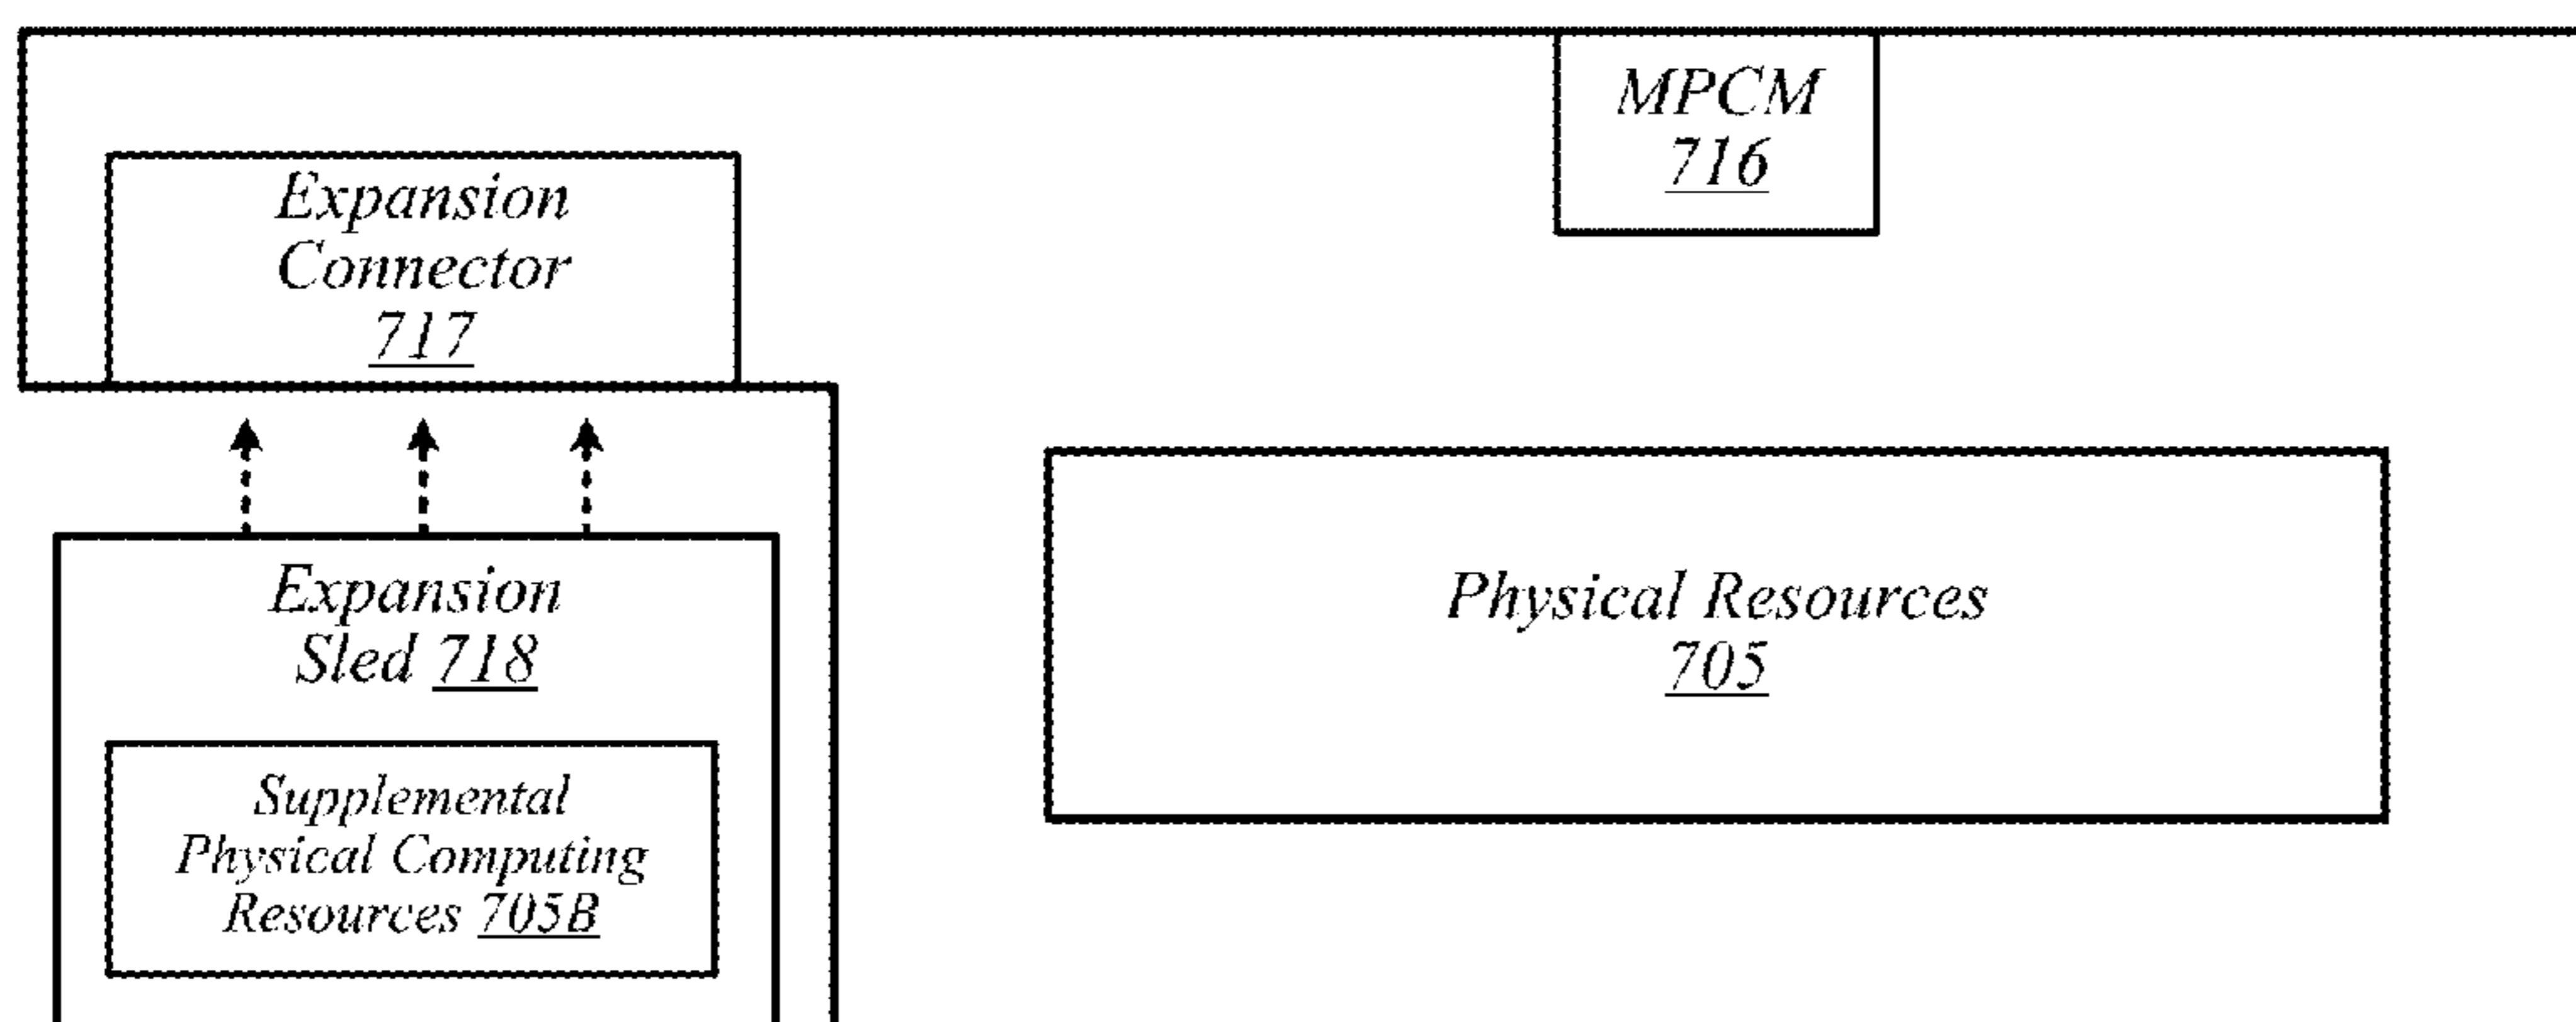 MPCM
716
Expansion
Connector
717
Expansion
Sled 718
Physical Resources
705
Supplemental
Physical Computing
Resources 705B